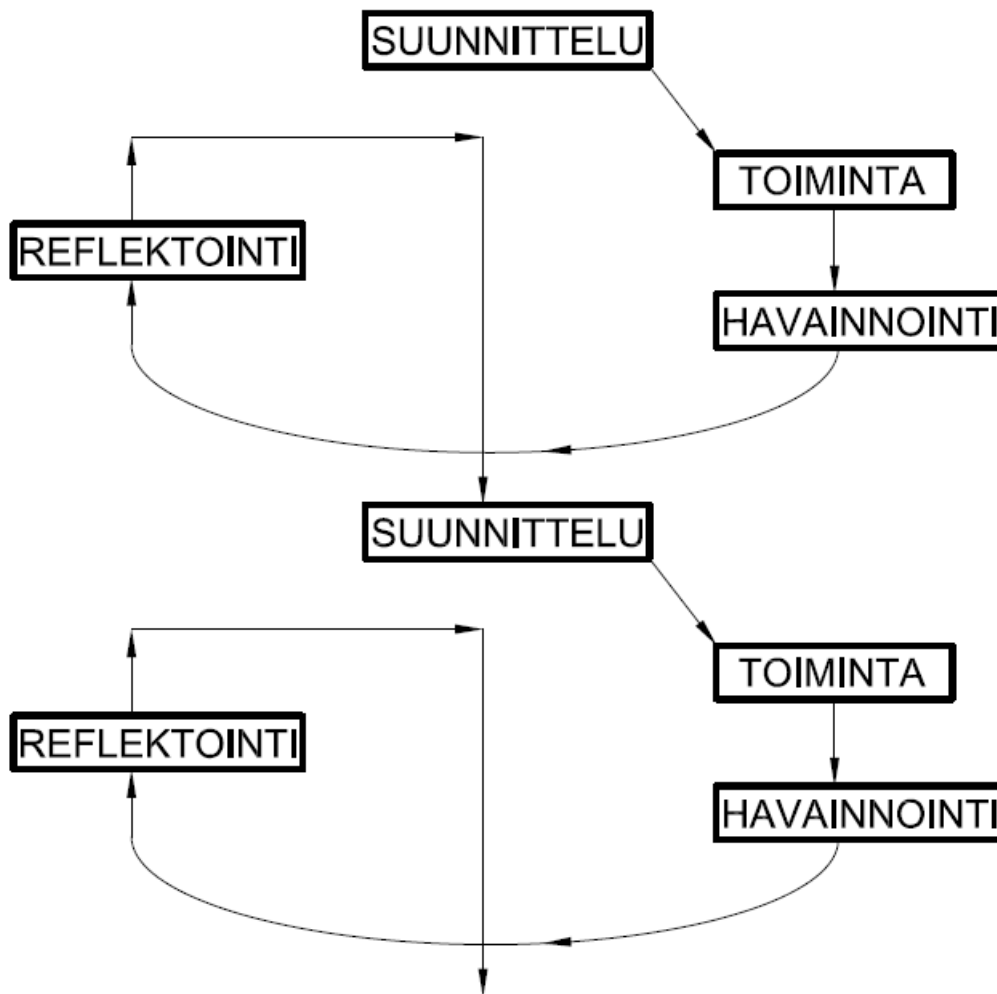 SUUNNITTELU
TOIMINTA
REFLEKTOINTI
HAVAINNOINTI
SUUNNITTELU
TOIMINTA
REFLEKTOINTI
HAVAINNOINTI